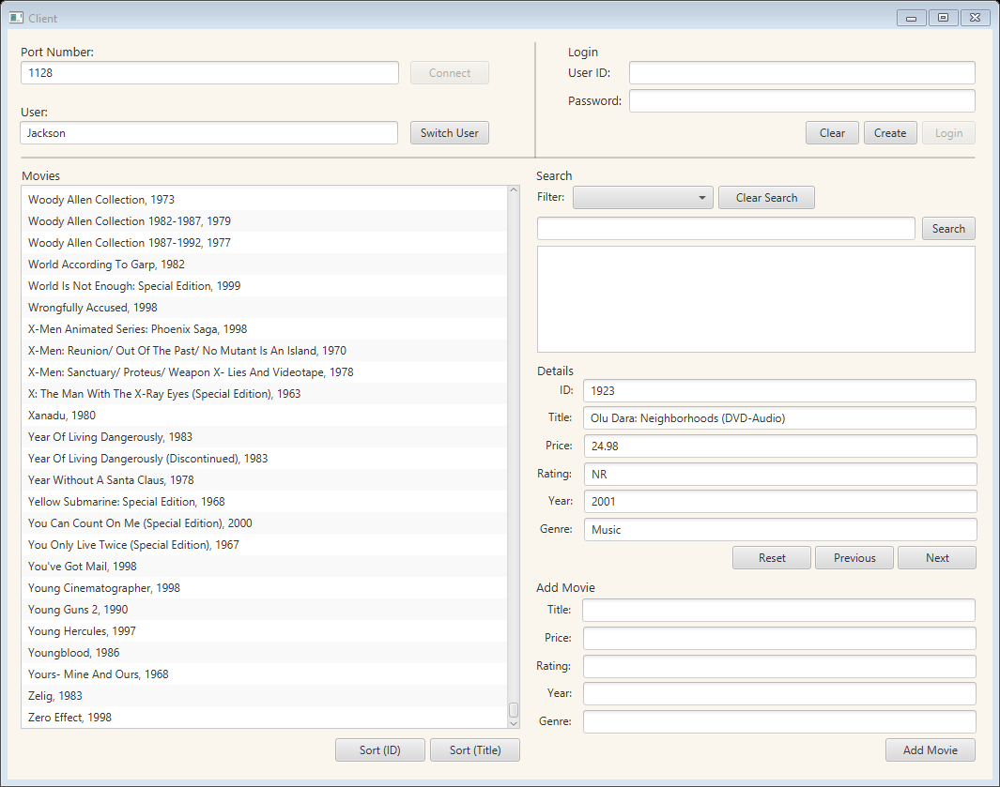 Client
Port Number:
1128
Connect
User:
Jackson
Switch User
Login
User ID:
Password:
Clear
Create
Login
Movies
Woody Allen Collection, 1973
Woody Allen Collection 1982-1987, 1979
Woody Allen Collection 1987-1992, 1977
World According To Garp, 1982
World Is Not Enough: Special Edition, 1999
Wrongfully Accused, 1998
X-Men Animated Series: Phoenix Saga, 1998
X-Men: Reunion/ Out Of The Past/ No Mutant Is An Island, 1970
X-Men: Sanctuary/ Proteus/ Weapon X- Lies And Videotape, 1978
X: The Man With The X-Ray Eyes (Special Edition), 1963
Xanadu, 1980
Year Of Living Dangerously, 1983
Year Of Living Dangerously (Discontinued), 1983
Year Without A Santa Claus, 1978
Yellow Submarine: Special Edition, 1968
You Can Count On Me (Special Edition), 2000
You Only Live Twice (Special Edition), 1967
You've Got Mail, 1998
Young Cinematographer, 1998
Young Guns 2, 1990
Young Hercules, 1997
Youngblood, 1986
Yours- Mine And Ours, 1968
Zelig, 1983
Zero Effect, 1998
Sort (ID)
Sort (Title)
Search
Filter:
Clear Search
Search
Details
ID: 1923
Title: Olu Dara: Neighborhoods (DVD-Audio)
Price: 24.98
Rating: NR
Year: 2001
Genre: Music
Reset
Previous
Next
Add Movie
Title:
Price:
Rating:
Year:
Genre:
Add Movie